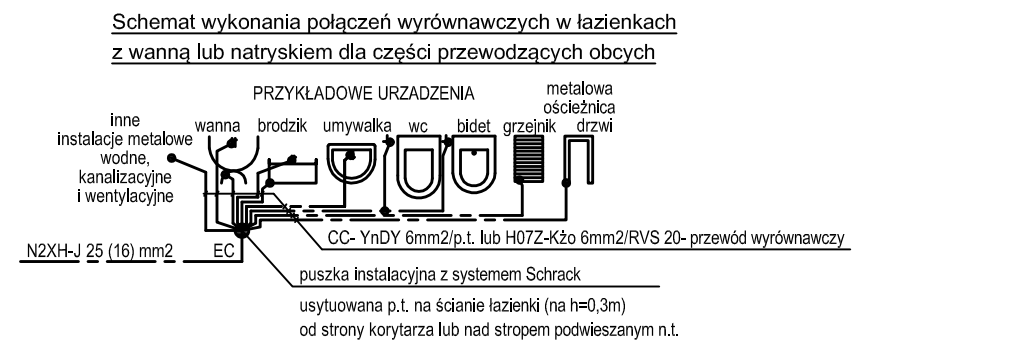 Schemat wykonania połączeń wyrównawczych w łazienkach
z wanną lub natryskiem dla części przewodzących obcych
PRZYKŁADOWE URZADZENIA
metalowa
ościeżnica
drzwi
inne
instalacje metalowe
wodne,
kanalizacyjne
i wentylacyjne
wanna
brodzik
umywalka
wc
bidet
grzejnik
CC- YnDY 6mm2/p.t. lub H07Z-Kżo 6mm2/RVS 20- przewód wyrównawczy
N2XH-J 25 (16) mm2
EC
puszka instalacyjna z systemem Schrack
usytuowana p.t. na ścianie łazienki (na h=0,3m)
od strony korytarza lub nad stropem podwieszanym n.t.